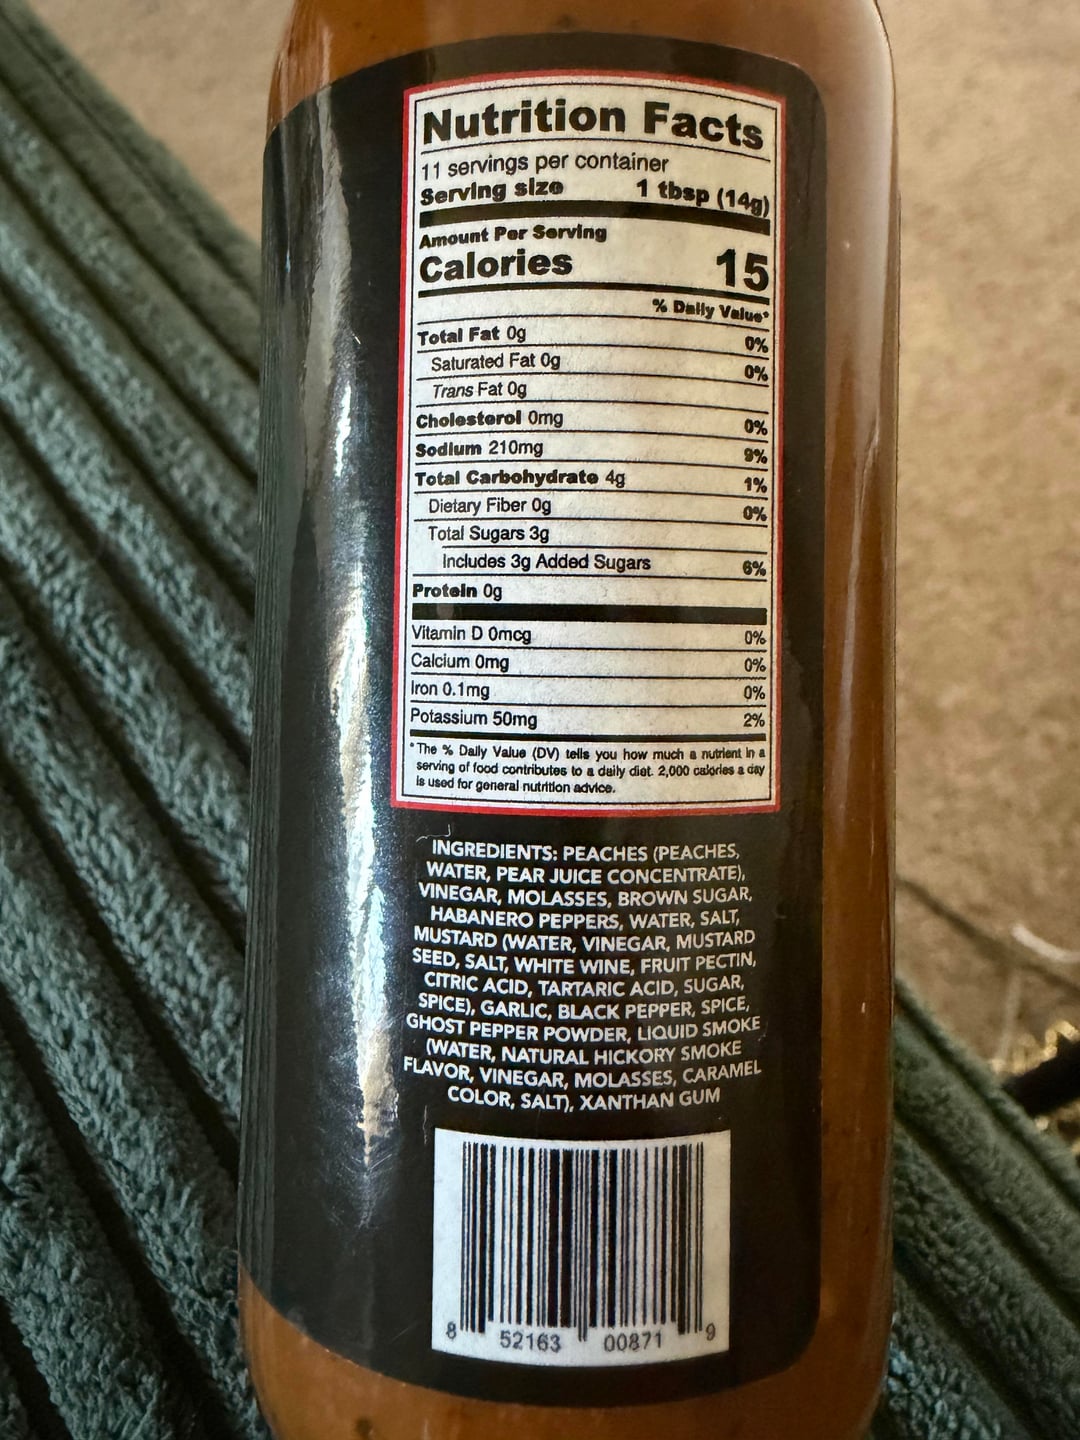 Nutrition Facts
11 servings per container
Serving size 1 tbsp (14g)
Amount Per Serving
Calories 15
% Daily Value*
Total Fat 0g 0%
Saturated Fat 0g 0%
Trans Fat 0g
Cholesterol 0mg 0%
Sodium 210mg 9%
Total Carbohydrate 4g 1%
Dietary Fiber 0g 0%
Total Sugars 3g
Includes 3g Added Sugars 6%
Protein 0g
Vitamin D 0mcg 0%
Calcium 0mg 0%
Iron 0.1mg 0%
Potassium 50mg 2%
*The % Daily Value (DV) tells you how much a nutrient in a
serving of food contributes to a daily diet. 2,000 calories a day
is used for general nutrition advice.
INGREDIENTS: PEACHES (PEACHES,
WATER, PEAR JUICE CONCENTRATE),
VINEGAR, MOLASSES, BROWN SUGAR,
HABANERO PEPPERS, WATER, SALT,
MUSTARD (WATER, VINEGAR, MUSTARD
SEED, SALT, WHITE WINE, FRUIT PECTIN,
CITRIC ACID, TARTARIC ACID, SUGAR,
SPICE), GARLIC, BLACK PEPPER, SPICE,
GHOST PEPPER POWDER, LIQUID SMOKE
(WATER, NATURAL HICKORY SMOKE
FLAVOR, VINEGAR, MOLASSES, CARAMEL
COLOR, SALT), XANTHAN GUM
8 52163 00871 9